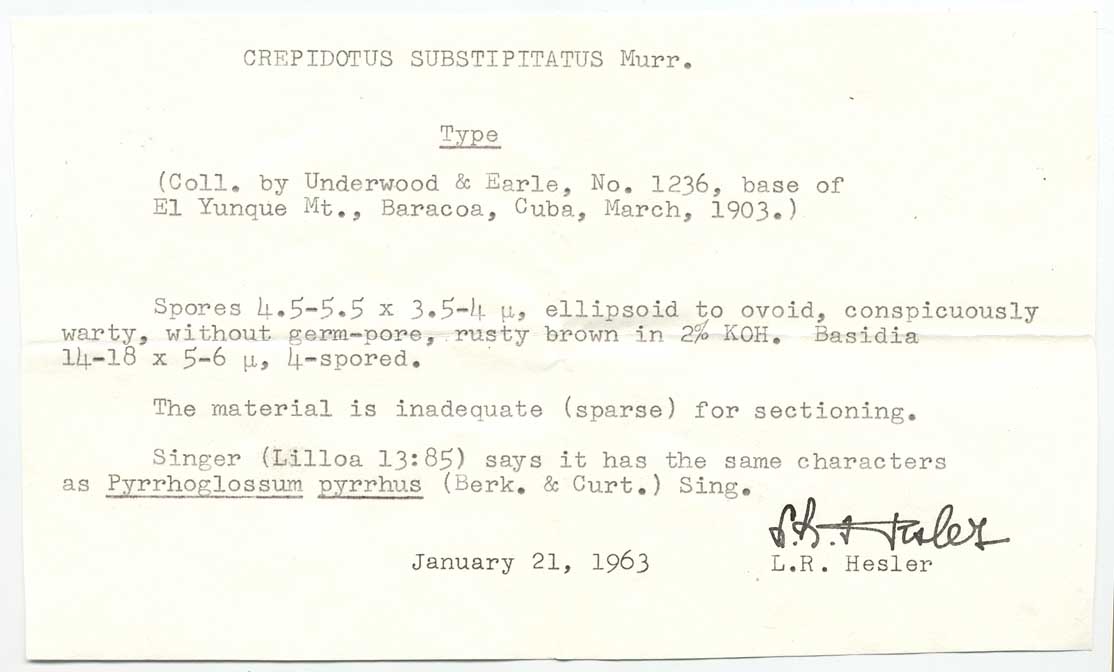 CREPIDOTUS SUBSTIPITATUS Murr.
Type
(Coll. by Underwood & Earle, No. 1236, base of
El Yunque Mt., Baracoa, Cuba, March, 1903.)
Spores 4.5-5.5 x 3.5-4 µ, ellipsoid to ovoid, conspicuously
warty, without germ-pore, rusty brown in 2% KOH. Basidia
14-18 x 5-6 µ, 4-spored.
The material is inadequate (sparse) for sectioning.
Singer (Lilloa 13:85) says it has the same characters
as Pyrrhoglossum pyrrhus (Berk. & Curt.) Sing.
L. R. Hesler
January 21, 1963
L.R. Hesler